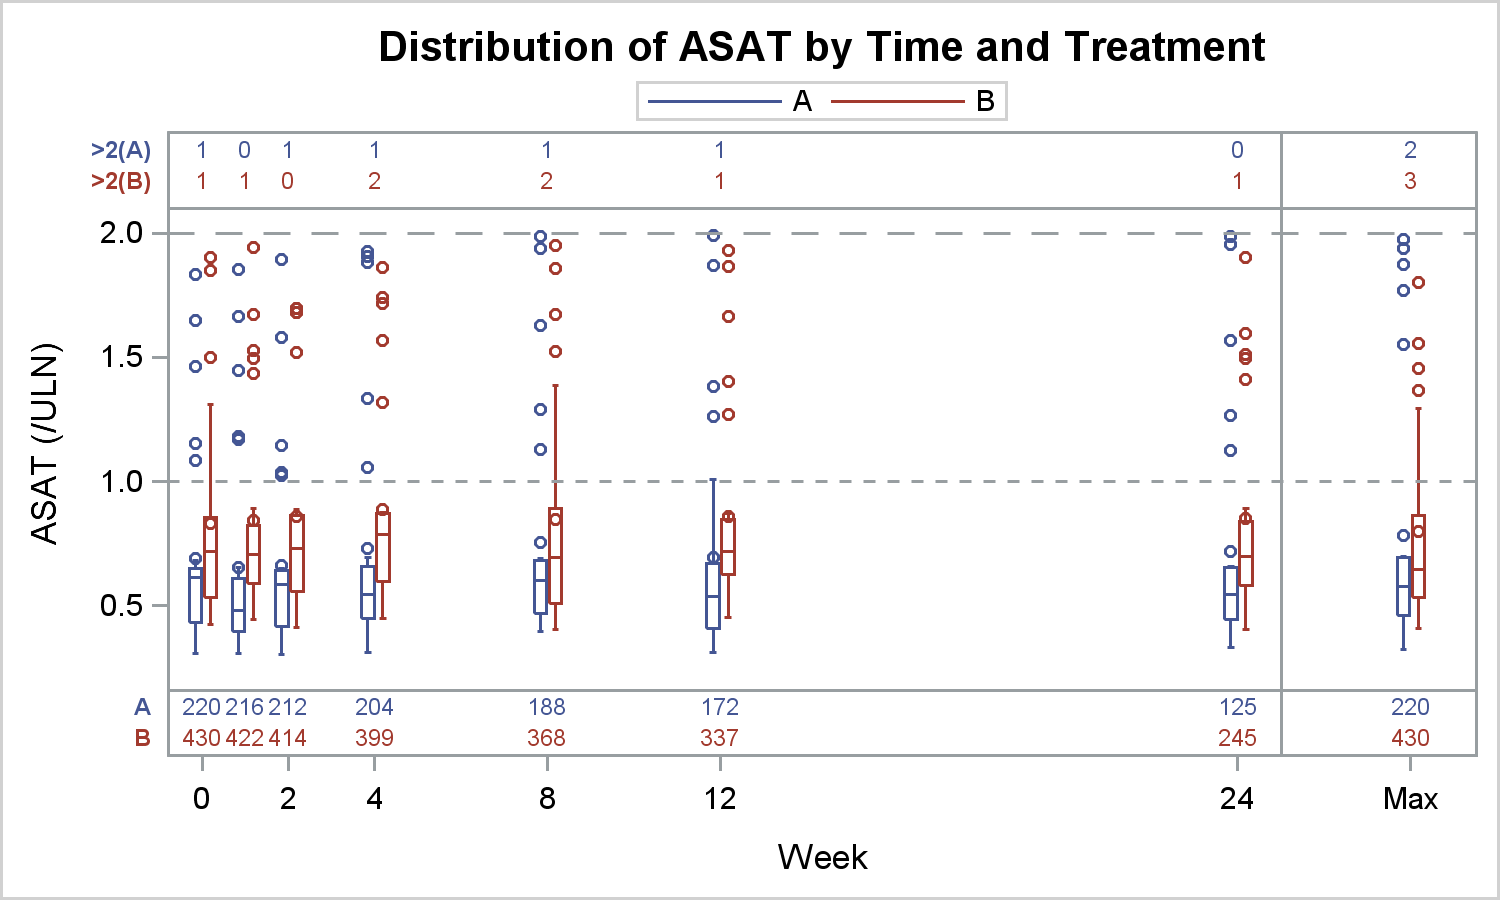 Distribution of ASAT by Time and Treatment
A B
>2(A) 1 0 1 1 1 1 0 2
>2(B) 1 1 0 2 2 1 1 3
2.0
1.5
1.0
0.5
ASAT (/ULN)
A 220 216 212 204 188 172 125 220
B 430 422 414 399 368 337 245 430
0 2 4 8 12 24 Max
Week